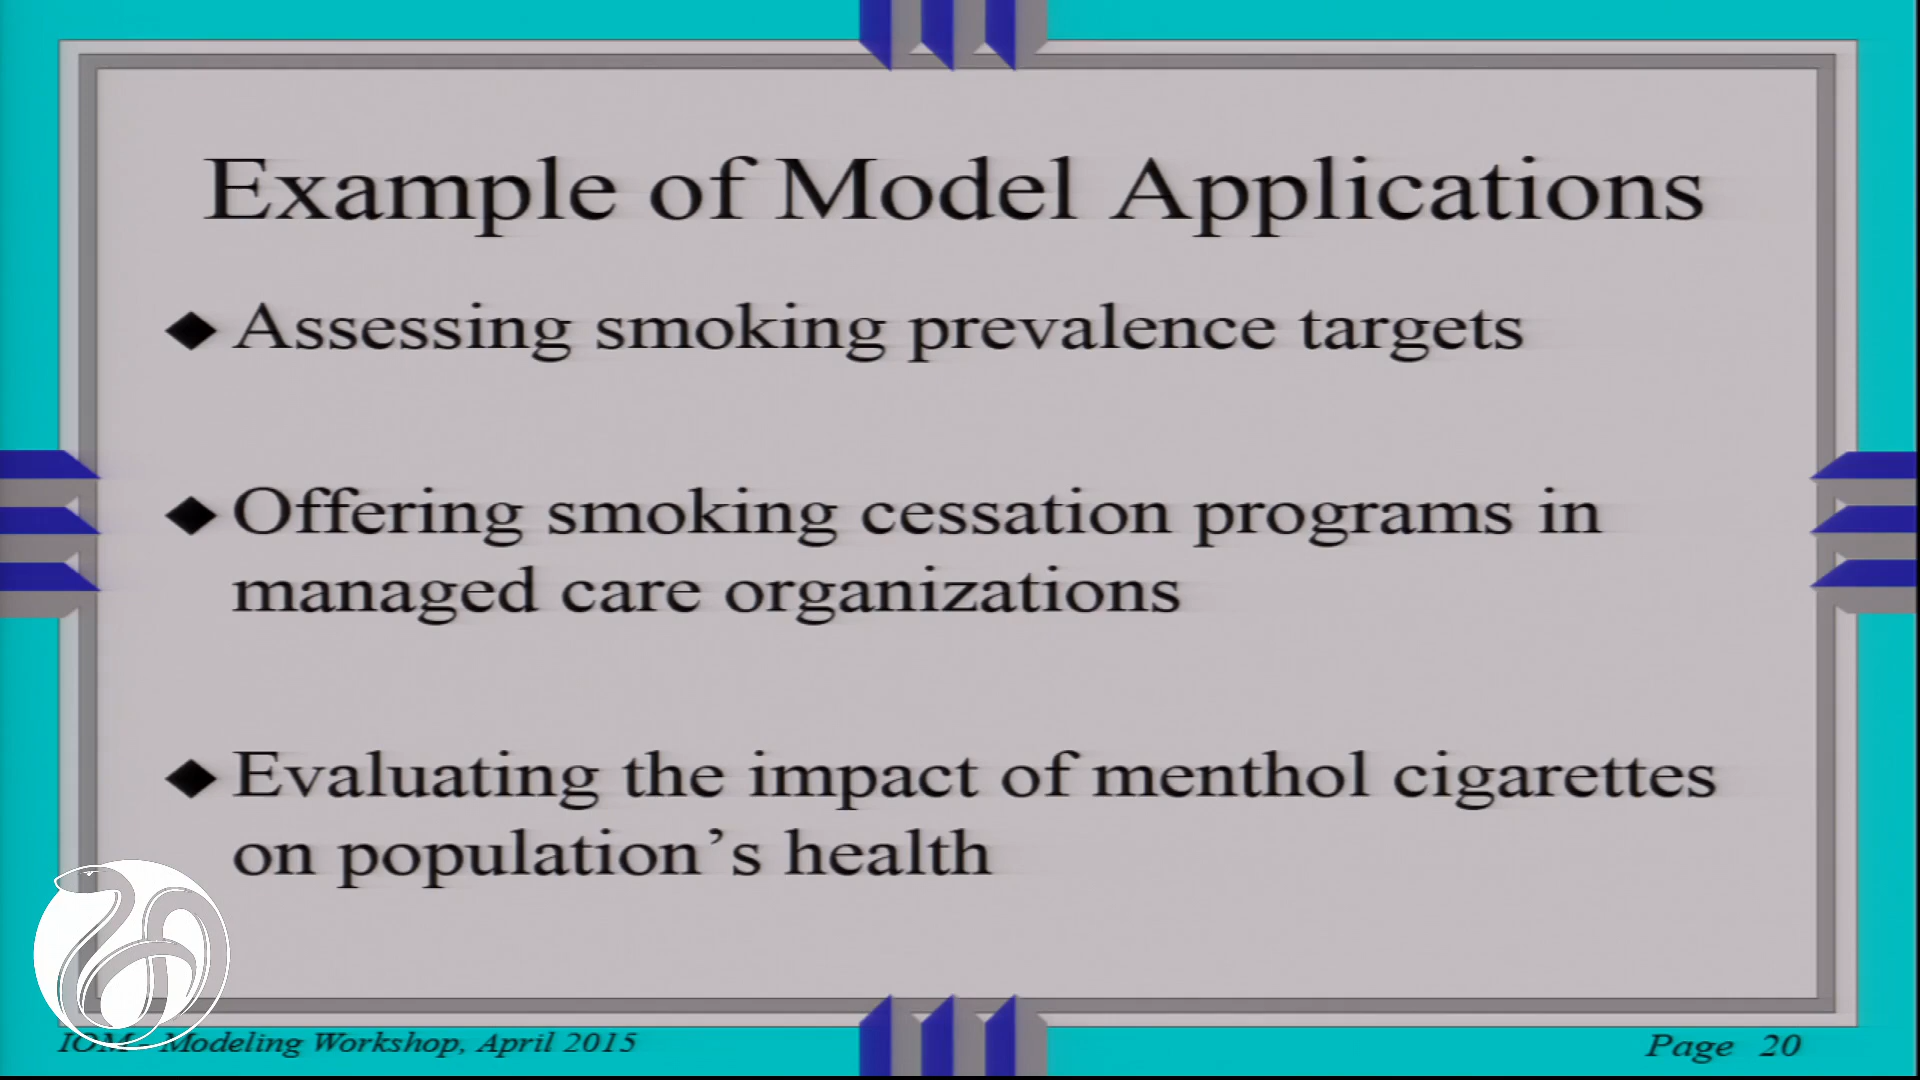 Example of Model Applications
◆ Assessing smoking prevalence targets
◆ Offering smoking cessation programs in
managed care organizations
◆ Evaluating the impact of menthol cigarettes
on population’s health
IOM - Modeling Workshop, April 2015
Page 20